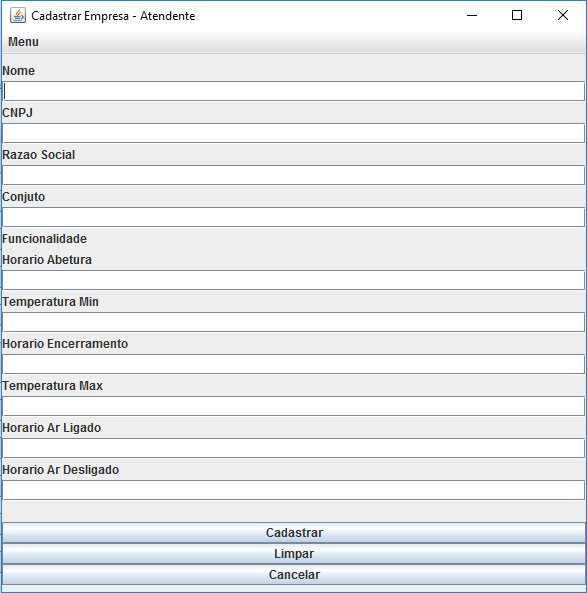 Cadastrar Empresa - Atendente
Menu
Nome
CNPJ
Razao Social
Conjuto
Funcionalidade
Horario Abetura
Temperatura Min
Horario Encerramento
Temperatura Max
Horario Ar Ligado
Horario Ar Desligado
Cadastrar
Limpar
Cancelar